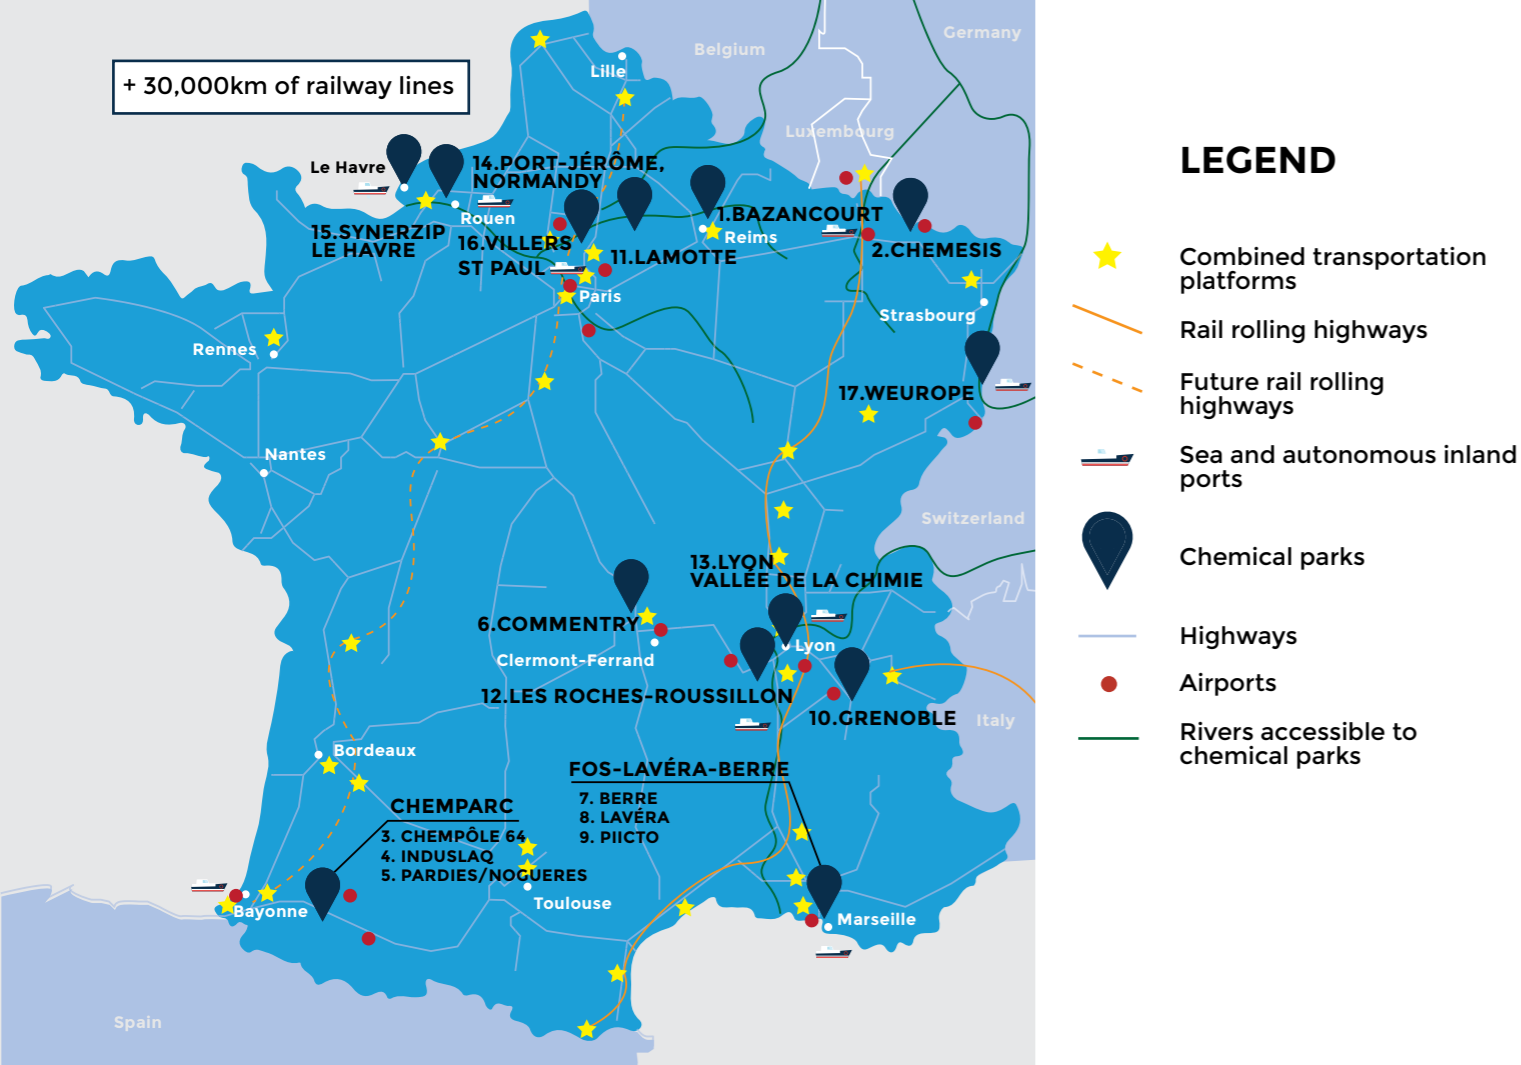 Germany
Belgium
+ 30,000km of railway lines
Lille
Luxembourg
Le Havre
14.PORT-JÉRÔME,
NORMANDY
Rouen
15.SYNERZIP
LE HAVRE
16.VILLERS
ST PAUL
1.BAZANCOURT
Reims
11.LAMOTTE
2.CHEMESIS
Paris
Strasbourg
Rennes
17.WEUROPE
Nantes
Switzerland
13.LYON
VALLÉE DE LA CHIMIE
6.COMMENTRY
Clermont-Ferrand
Lyon
12.LES ROCHES-ROUSSILLON
10.GRENOBLE
Italy
Bordeaux
FOS-LAVÉRA-BERRE
7. BERRE
8. LAVÉRA
9. PIICTO
CHEMPARC
3. CHEMPÔLE 64
4. INDUSLAQ
5. PARDIES/NOGUERES
Toulouse
Bayonne
Marseille
Spain
LEGEND
Combined transportation
platforms
Rail rolling highways
Future rail rolling
highways
Sea and autonomous inland
ports
Chemical parks
Highways
Airports
Rivers accessible to
chemical parks